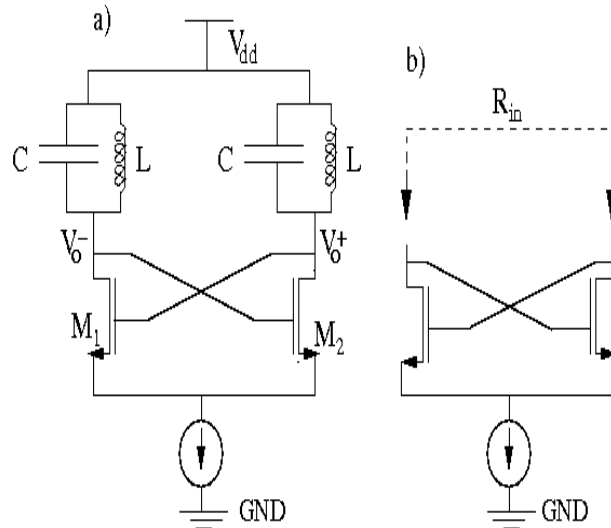 a)
V_dd
b)
R_in
C L C L
V_o^- V_o^+
M_1 M_2
GND GND